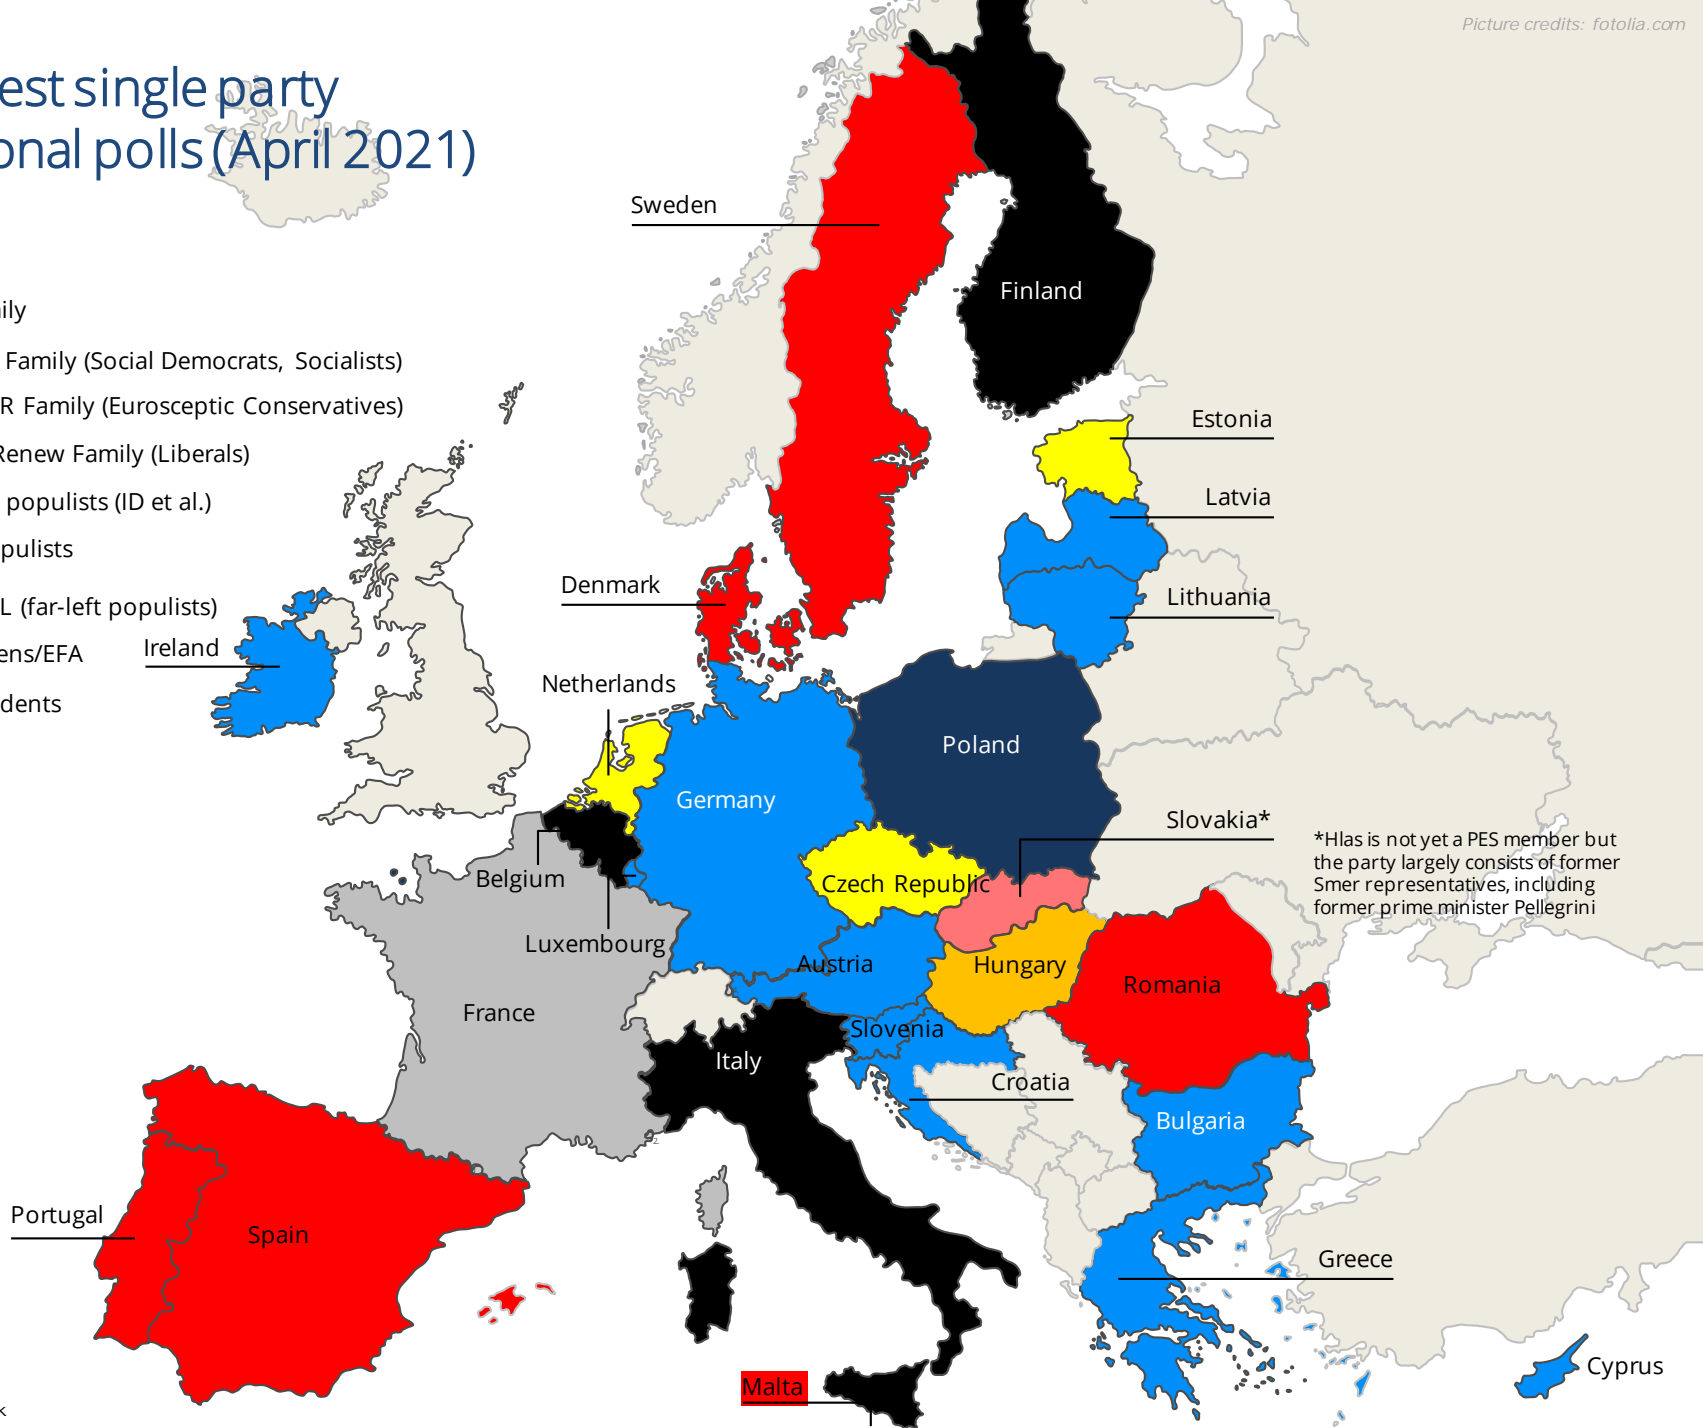 Picture credits: fotolia.com
est single party
onal polls (April 2021)
ily
Family (Social Democrats, Socialists)
R Family (Eurosceptic Conservatives)
Renew Family (Liberals)
populists (ID et al.)
pulists
L (far-left populists)
ens/EFA
dents
Sweden
Finland
Estonia
Latvia
Lithuania
Denmark
Ireland
Netherlands
Poland
Germany
Slovakia*
*Hlas is not yet a PES member but
the party largely consists of former
Smer representatives, including
former prime minister Pellegrini
Belgium
Czech Republic
Luxembourg
Austria
Hungary
Romania
France
Slovenia
Italy
Croatia
Bulgaria
2
Portugal
Spain
Greece
Cyprus
Malta
k